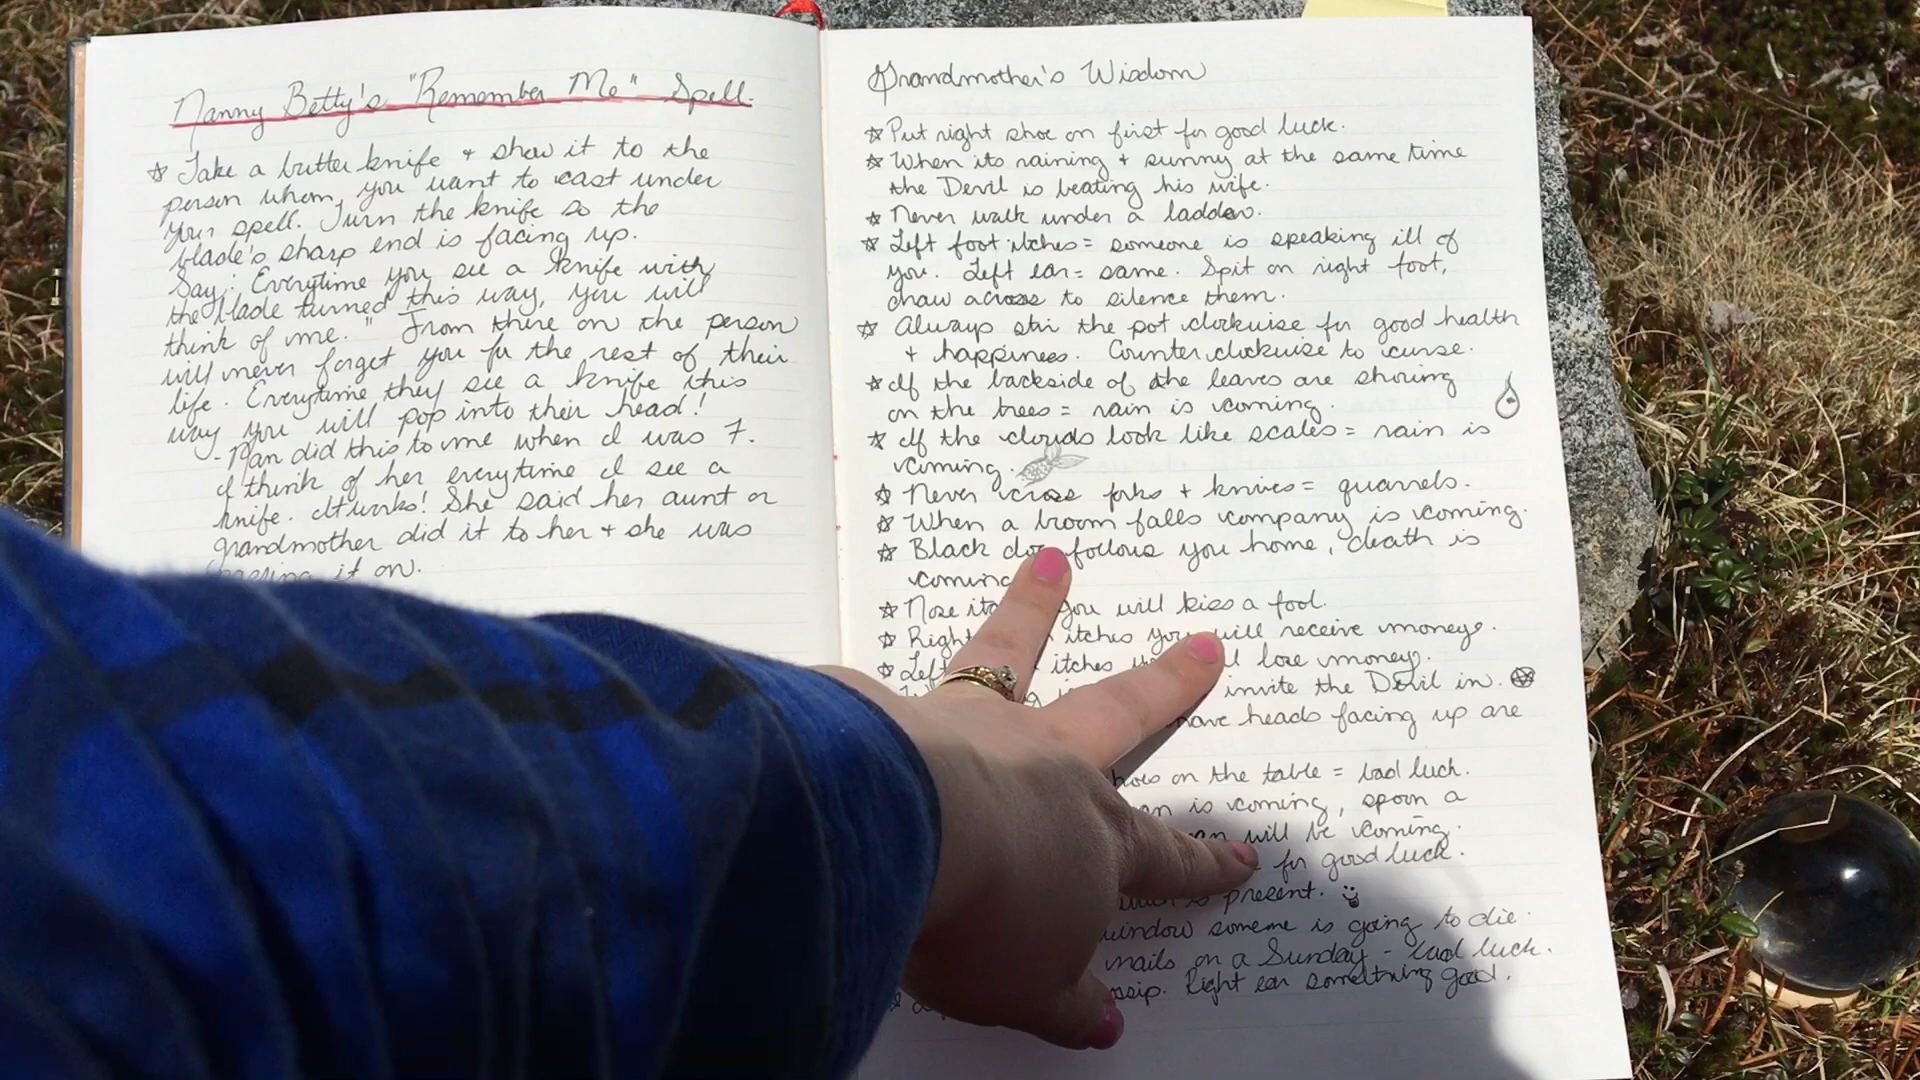 Nanny Betty's "Remember Me" Spell.
☆ Take a butter knife + show it to the
person whom, you want to cast under
your spell. Turn the knife so the
blade's sharp end is facing up.
Say: Everytime you see a knife with
the blade turned this way, you will
think of me." From there on the person
will never forget you for the rest of their
life. Everytime they see a knife this
way you will pop into their head!
- Nan did this to me when I was 7.
I think of her everytime I see a
knife. It works! She said her aunt or
grandmother did it to her + she was
passing it on.
Grandmother's Wisdom
☆ Put right shoe on first for good luck.
☆ When its raining + sunny at the same time
the Devil is beating his wife.
☆ Never walk under a ladder.
☆ Left foot itches = someone is speaking ill of
you. Left ear = same. Spit on right foot,
draw across to silence them.
☆ Always stir the pot clockwise for good health
+ happiness. Counter clockwise to curse.
☆ If the backside of the leaves are showing
on the trees = rain is coming.
☆ If the clouds look like scales = rain is
coming.
☆ Never cross forks + knives = quarrels.
☆ When a broom falls company is coming.
☆ Black follows you home, death is
coming
☆ Nose you will kiss a fool.
☆ Right itches you will receive money.
☆ Left itches lose money.
invite the Devil in.
have heads facing up are
on the table = bad luck.
is coming, spoon a
will be coming.
for good luck.
present.
window someone is going to die.
nails on a Sunday - bad luck.
Right ear something good.